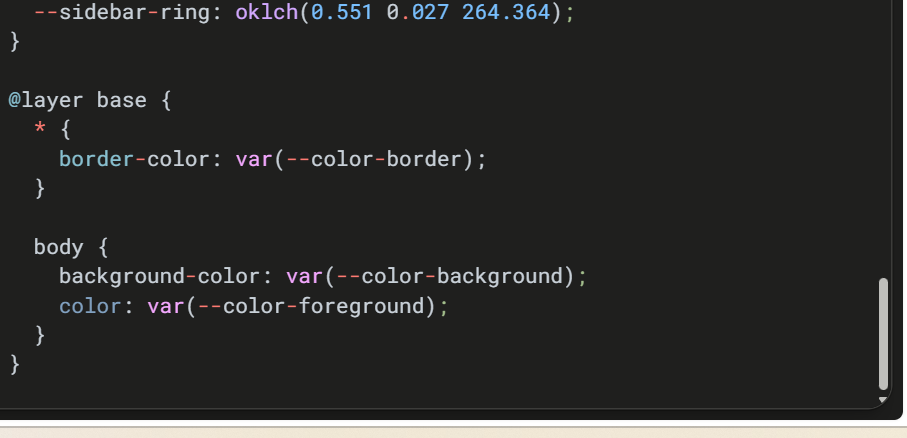 --sidebar-ring: oklch(0.551 0.027 264.364);
}
@layer base {
* {
border-color: var(--color-border);
}
body {
background-color: var(--color-background);
color: var(--color-foreground);
}
}